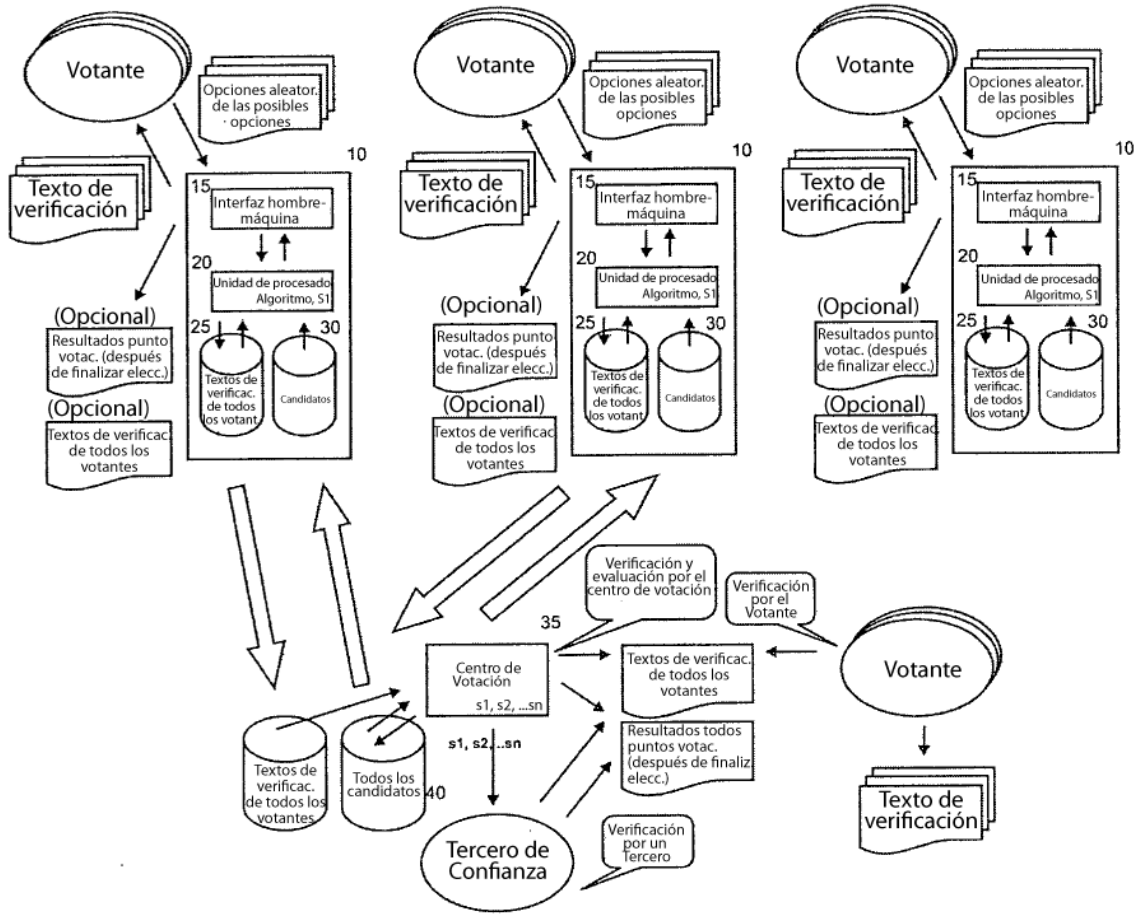 Votante
Opciones aleator.
de las posibles
opciones
10
Texto de
verificación
15
Interfaz hombre-
máquina
20
Unidad de procesado
Algoritmo, S1
(Opcional)
Resultados punto
votac. (después
de finalizar elecc.)
25
30
Textos de
verificac.
de todos
los votant.
Candidatos
(Opcional)
Textos de verificac.
de todos los
votantes
Votante
Opciones aleator.
de las posibles
opciones
10
Texto de
verificación
15
Interfaz hombre-
máquina
20
Unidad de procesado
Algoritmo, S1
(Opcional)
Resultados punto
votac. (después
de finalizar elecc.)
25
30
Textos de
verificac.
de todos
los votant
Candidatos
(Opcional)
Textos de verificac.
de todos los
votantes
Votante
Opciones aleator.
de las posibles
opciones
10
Texto de
verificación
15
Interfaz hombre-
máquina
20
Unidad de procesado
Algoritmo, S1
(Opcional)
Resultados punto
votac. (después
de finalizar elecc.)
25
30
Textos de
verificac.
de todos
los votant
Candidatos
(Opcional)
Textos de verificac.
de todos los
votantes
Verificación y
evaluación por el
centro de votación
Verificación
por el
Votante
35
Centro de
Votación
s1, s2, ...sn
Textos de verificac.
de todos los
votantes
Votante
Resultados todos
puntos votac.
(después de finaliz
elecc.)
s1, s2, ..sn
Textos de
verificac.
de todos los
votantes
Todos los
candidatos
40
Texto de
verificación
Tercero de
Confianza
Verificación
por un
Tercero